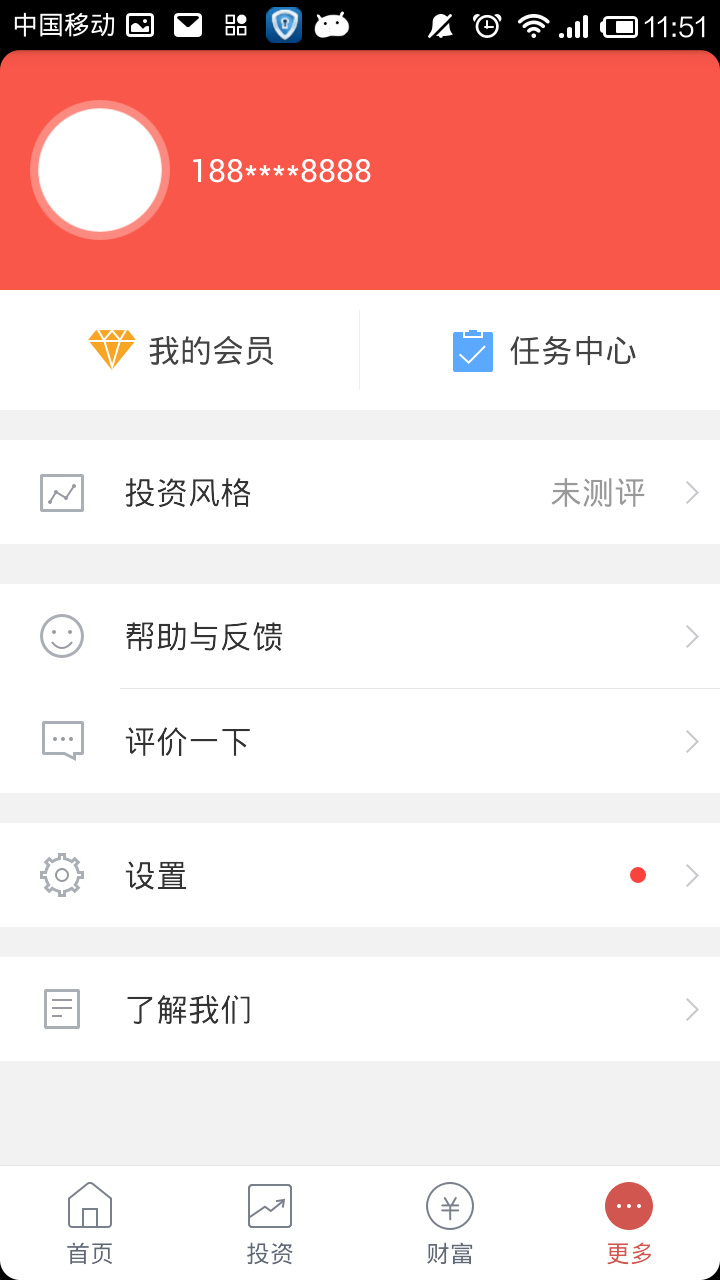 中国移动 11:51
188****8888
我的会员 任务中心
投资风格 未测评
帮助与反馈
评价一下
设置
了解我们
首页 投资 财富 更多